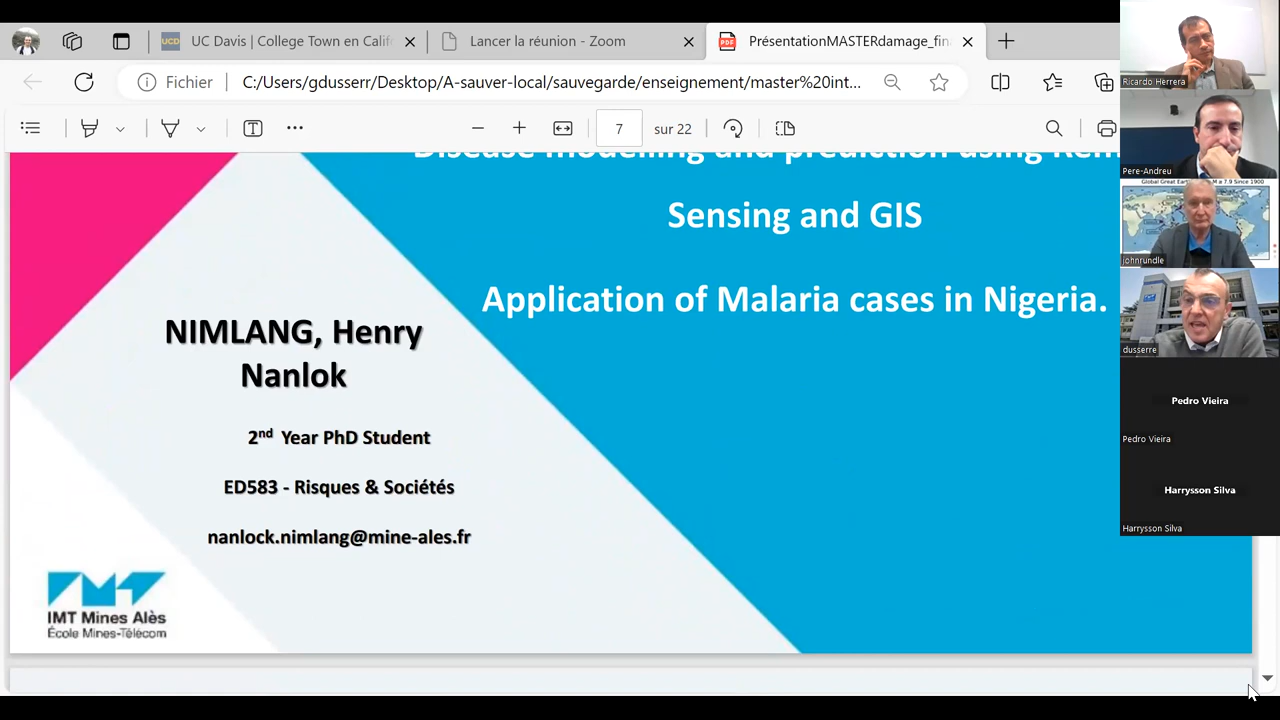 UC Davis | College Town en Calif
Lancer la réunion - Zoom
PrésentationMASTERdamage_fin
Fichier
C:/Users/gdusserr/Desktop/A-sauver-local/sauvegarde/enseignement/master%20int...
7
sur 22
Disease modelling and prediction using Rem
Sensing and GIS
Application of Malaria cases in Nigeria.
NIMLANG, Henry
Nanlok
2nd Year PhD Student
ED583 - Risques & Sociétés
nanlock.nimlang@mine-ales.fr
IMT Mines Alès
École Mines-Télécom
Ricardo Herrera
Pere-Andreu
johnrundle
dusserre
Pedro Vieira
Pedro Vieira
Harrysson Silva
Harrysson Silva